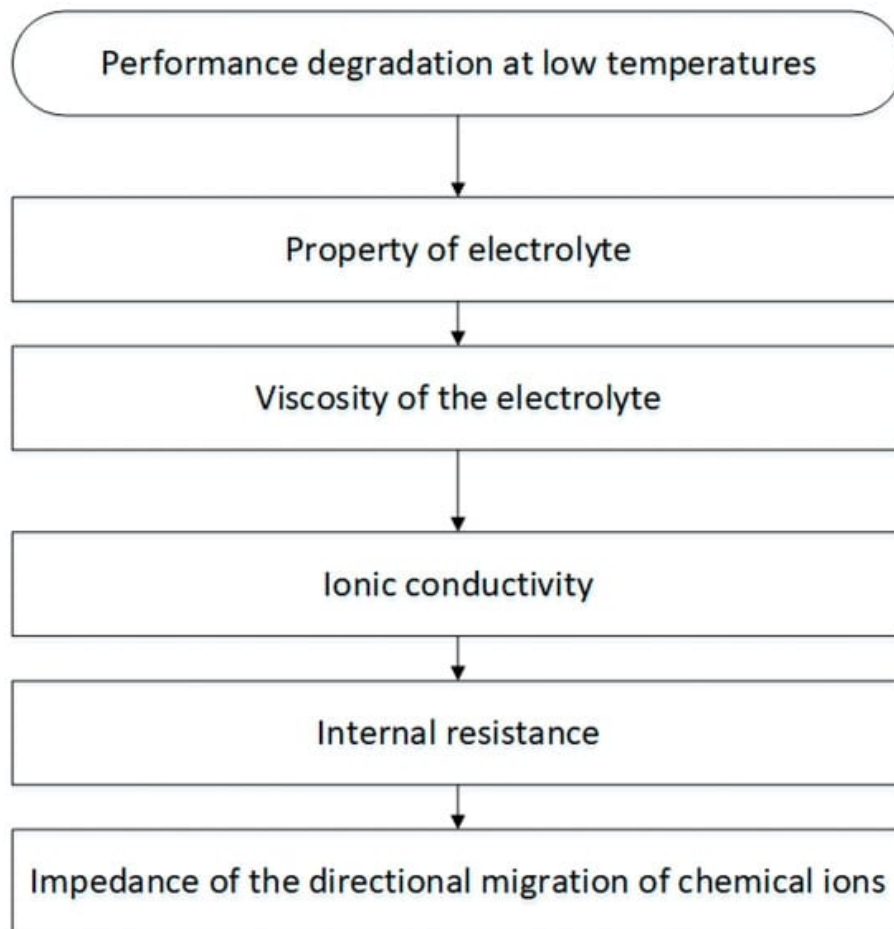 Performance degradation at low temperatures
Property of electrolyte
Viscosity of the electrolyte
Ionic conductivity
Internal resistance
Impedance of the directional migration of chemical ions